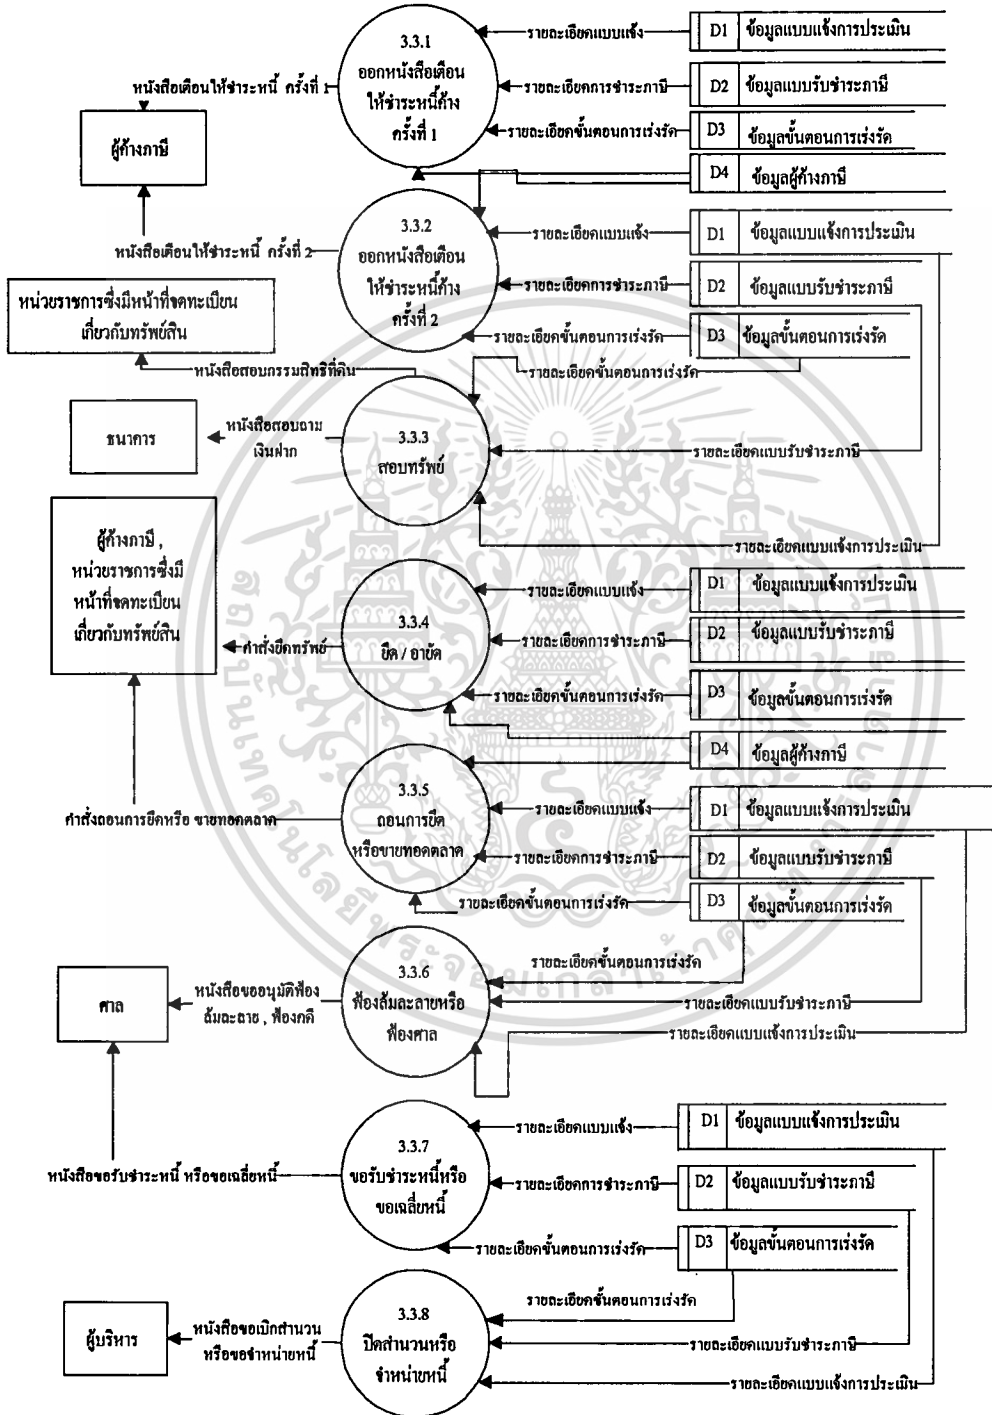 3.3.1
ออกหนังสือเตือน
ให้ชำระหนี้ค้าง
ครั้งที่ 1
รายละเอียดแบบแจ้ง
D1 ข้อมูลแบบแจ้งการประเมิน
รายละเอียดการชำระภาษี
D2 ข้อมูลแบบรับชำระภาษี
รายละเอียดขั้นตอนการเร่งรัด
D3 ข้อมูลขั้นตอนการเร่งรัด
D4 ข้อมูลผู้ค้างภาษี
หนังสือเตือนให้ชำระหนี้ ครั้งที่ 1
ผู้ค้างภาษี
หนังสือเตือนให้ชำระหนี้ ครั้งที่ 2
3.3.2
ออกหนังสือเตือน
ให้ชำระหนี้ค้าง
ครั้งที่ 2
รายละเอียดแบบแจ้ง
D1 ข้อมูลแบบแจ้งการประเมิน
รายละเอียดการชำระภาษี
D2 ข้อมูลแบบรับชำระภาษี
รายละเอียดขั้นตอนการเร่งรัด
D3 ข้อมูลขั้นตอนการเร่งรัด
หน่วยราชการซึ่งมีหน้าที่จดทะเบียน
เกี่ยวกับทรัพย์สิน
หนังสือสอบกรรมสิทธิ์ที่ดิน
รายละเอียดขั้นตอนการเร่งรัด
ธนาคาร
หนังสือสอบถาม
เงินฝาก
3.3.3
สอบทรัพย์
รายละเอียดแบบรับชำระภาษี
รายละเอียดแบบแจ้งการประเมิน
ผู้ค้างภาษี ,
หน่วยราชการซึ่งมี
หน้าที่จดทะเบียน
เกี่ยวกับทรัพย์สิน
คำสั่งยึดทรัพย์
3.3.4
ยึด / อายัด
รายละเอียดแบบแจ้ง
D1 ข้อมูลแบบแจ้งการประเมิน
รายละเอียดการชำระภาษี
D2 ข้อมูลแบบรับชำระภาษี
รายละเอียดขั้นตอนการเร่งรัด
D3 ข้อมูลขั้นตอนการเร่งรัด
D4 ข้อมูลผู้ค้างภาษี
คำสั่งถอนการยึดหรือ ขายทอดตลาด
3.3.5
ถอนการยึด
หรือขายทอดตลาด
รายละเอียดแบบแจ้ง
D1 ข้อมูลแบบแจ้งการประเมิน
รายละเอียดการชำระภาษี
D2 ข้อมูลแบบรับชำระภาษี
รายละเอียดขั้นตอนการเร่งรัด
D3 ข้อมูลขั้นตอนการเร่งรัด
ศาล
หนังสือขออนุมัติฟ้อง
ล้มละลาย , ฟ้องคดี
3.3.6
ฟ้องล้มละลายหรือ
ฟ้องศาล
รายละเอียดขั้นตอนการเร่งรัด
รายละเอียดแบบรับชำระภาษี
รายละเอียดแบบแจ้งการประเมิน
หนังสือขอรับชำระหนี้ หรือขอเฉลี่ยหนี้
3.3.7
ขอรับชำระหนี้หรือ
ขอเฉลี่ยหนี้
รายละเอียดแบบแจ้ง
D1 ข้อมูลแบบแจ้งการประเมิน
รายละเอียดการชำระภาษี
D2 ข้อมูลแบบรับชำระภาษี
รายละเอียดขั้นตอนการเร่งรัด
D3 ข้อมูลขั้นตอนการเร่งรัด
ผู้บริหาร
หนังสือขอเบิกสำนวน
หรือขอจำหน่ายหนี้
3.3.8
ปิดสำนวนหรือ
จำหน่ายหนี้
รายละเอียดขั้นตอนการเร่งรัด
รายละเอียดแบบรับชำระภาษี
รายละเอียดแบบแจ้งการประเมิน
สถาบันเทคโนโลยีพระจอมเกล้าเจ้าคุณทหารลาดกระบัง